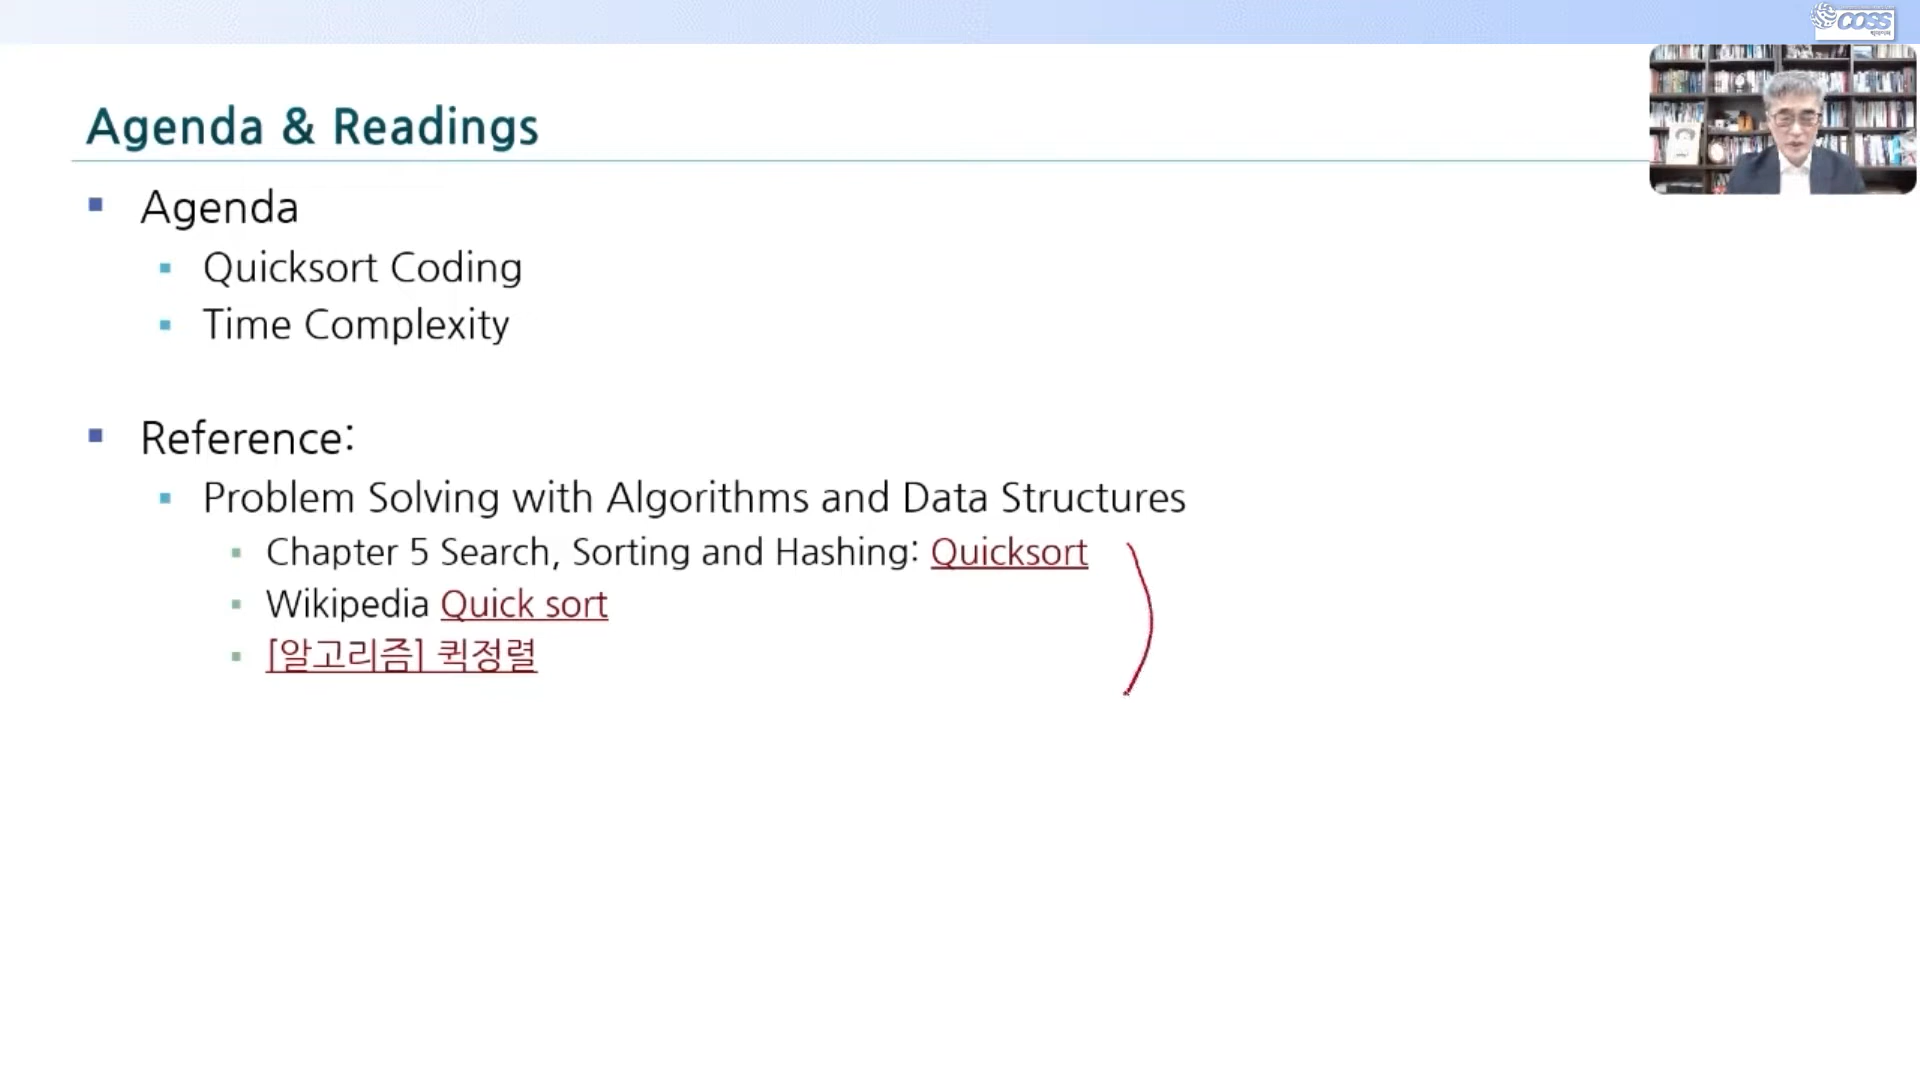 COSS
Agenda & Readings
Agenda
Quicksort Coding
Time Complexity
Reference:
Problem Solving with Algorithms and Data Structures
Chapter 5 Search, Sorting and Hashing: Quicksort
Wikipedia Quick sort
[알고리즘] 퀵정렬